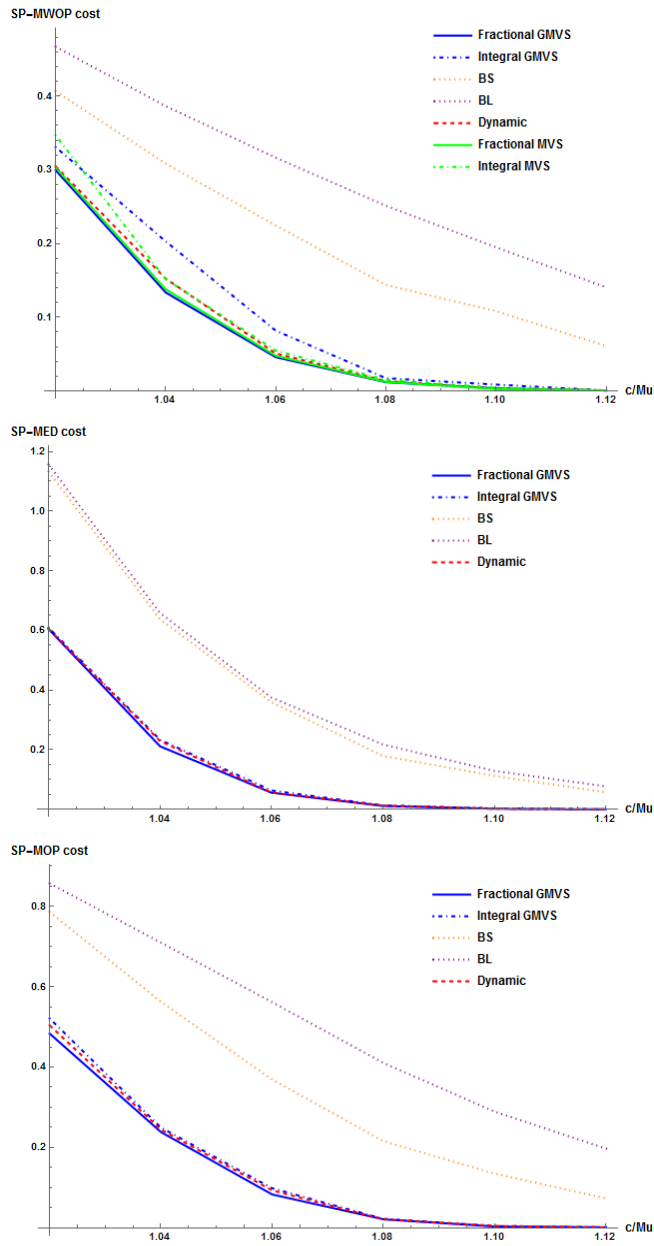 SP-MWOP cost
Fractional GMVS
Integral GMVS
BS
BL
Dynamic
Fractional MVS
Integral MVS
0.4
0.3
0.2
0.1
1.04 1.06 1.08 1.10 1.12
c/Mu
SP-MED cost
Fractional GMVS
Integral GMVS
BS
BL
Dynamic
1.2
1.0
0.8
0.6
0.4
0.2
1.04 1.06 1.08 1.10 1.12
c/Mu
SP-MOP cost
Fractional GMVS
Integral GMVS
BS
BL
Dynamic
0.8
0.6
0.4
0.2
1.04 1.06 1.08 1.10 1.12
c/Mu